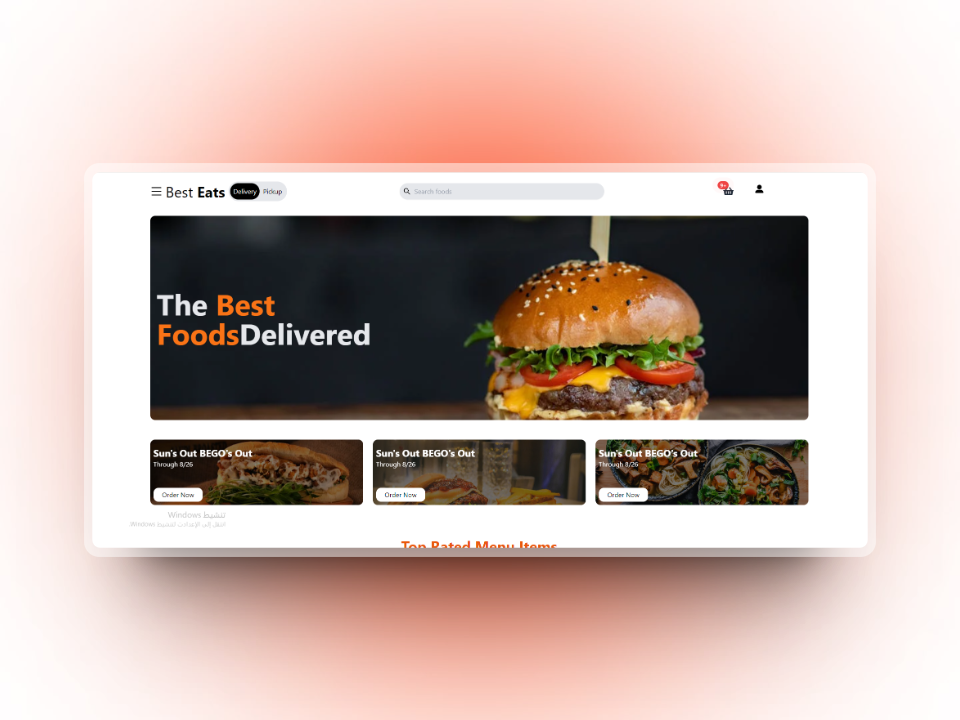 Best Eats Delivery Pickup Search foods 9+
The Best
FoodsDelivered
Sun's Out BEGO's Out
Through 8/26
Order Now
Sun's Out BEGO's Out
Through 8/26
Order Now
Sun's Out BEGO's Out
Through 8/26
Order Now
تنشيط Windows
انتقل إلى الإعدادات لتنشيط Windows.
Top Rated Menu Items